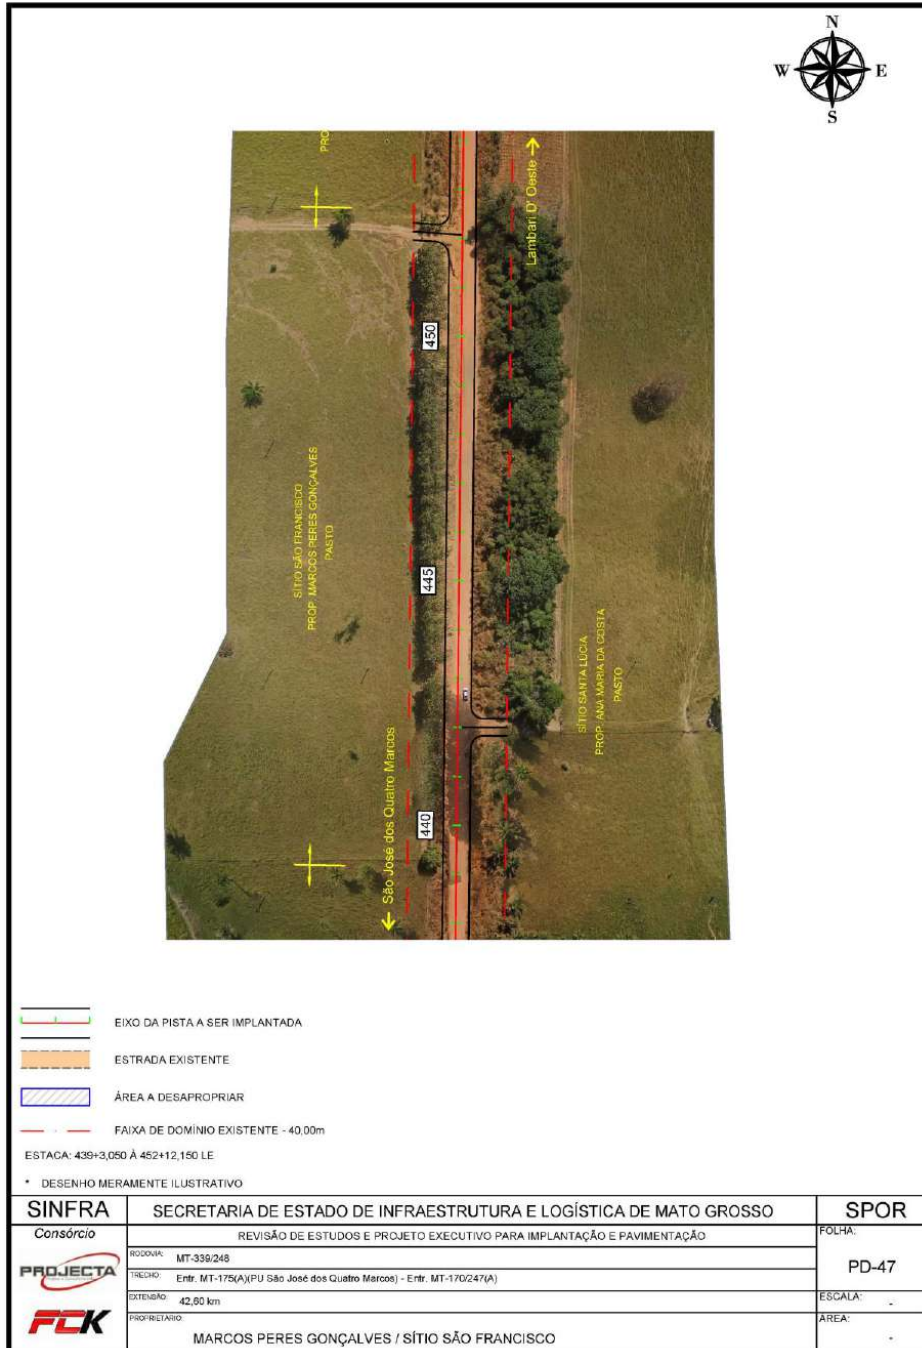 N
W
E
S
PRO
Lambari D' Oeste
450
SÍTIO SÃO FRANCISCO
PROP. MARCOS PERES GONÇALVES
PASTO
445
SÍTIO SANTA LÚCIA
PROP. ANA MARIA DA COSTA
PASTO
São José dos Quatro Marcos
440
EIXO DA PISTA A SER IMPLANTADA
ESTRADA EXISTENTE
ÁREA A DESAPROPRIAR
FAIXA DE DOMÍNIO EXISTENTE - 40,00m
ESTACA: 439+3,050 À 452+12,150 LE
* DESENHO MERAMENTE ILUSTRATIVO
SINFRA
SECRETARIA DE ESTADO DE INFRAESTRUTURA E LOGÍSTICA DE MATO GROSSO
SPOR
Consórcio
REVISÃO DE ESTUDOS E PROJETO EXECUTIVO PARA IMPLANTAÇÃO E PAVIMENTAÇÃO
FOLHA:
PD-47
PROJECTA
RODOVIA: MT-339/248
TRECHO: Entr. MT-175(A)(PU São José dos Quatro Marcos) - Entr. MT-170/247(A)
EXTENSÃO: 42,60 km
ESCALA: -
FCK
PROPRIETÁRIO:
MARCOS PERES GONÇALVES / SÍTIO SÃO FRANCISCO
ÁREA: -